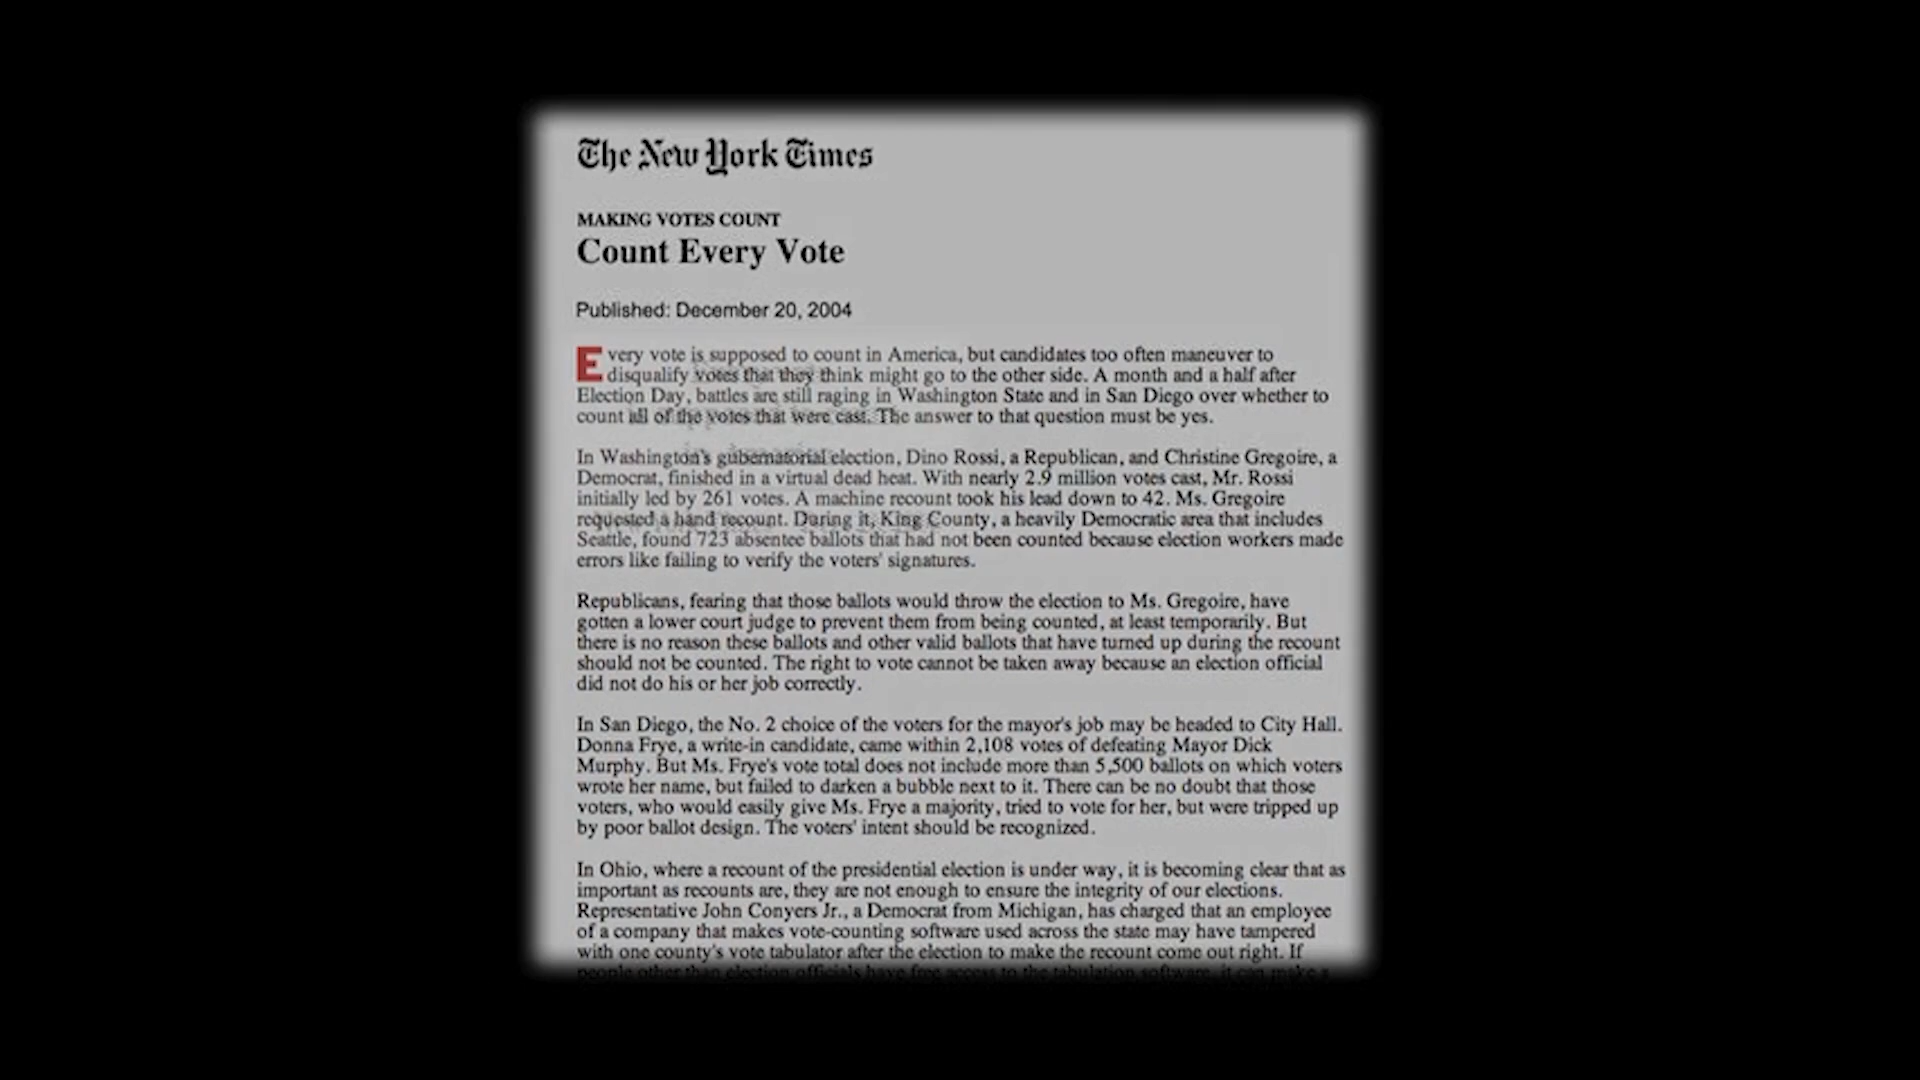 The New York Times
MAKING VOTES COUNT
Count Every Vote
Published: December 20, 2004
Every vote is supposed to count in America, but candidates too often maneuver to
disqualify votes that they think might go to the other side. A month and a half after
Election Day, battles are still raging in Washington State and in San Diego over whether to
count all of the votes that were cast. The answer to that question must be yes.
In Washington's gubernatorial election, Dino Rossi, a Republican, and Christine Gregoire, a
Democrat, finished in a virtual dead heat. With nearly 2.9 million votes cast, Mr. Rossi
initially led by 261 votes. A machine recount took his lead down to 42. Ms. Gregoire
requested a hand recount. During it, King County, a heavily Democratic area that includes
Seattle, found 723 absentee ballots that had not been counted because election workers made
errors like failing to verify the voters' signatures.
Republicans, fearing that those ballots would throw the election to Ms. Gregoire, have
gotten a lower court judge to prevent them from being counted, at least temporarily. But
there is no reason these ballots and other valid ballots that have turned up during the recount
should not be counted. The right to vote cannot be taken away because an election official
did not do his or her job correctly.
In San Diego, the No. 2 choice of the voters for the mayor's job may be headed to City Hall.
Donna Frye, a write-in candidate, came within 2,108 votes of defeating Mayor Dick
Murphy. But Ms. Frye's vote total does not include more than 5,500 ballots on which voters
wrote her name, but failed to darken a bubble next to it. There can be no doubt that those
voters, who would easily give Ms. Frye a majority, tried to vote for her, but were tripped up
by poor ballot design. The voters' intent should be recognized.
In Ohio, where a recount of the presidential election is under way, it is becoming clear that as
important as recounts are, they are not enough to ensure the integrity of our elections.
Representative John Conyers Jr., a Democrat from Michigan, has charged that an employee
of a company that makes vote-counting software used across the state may have tampered
with one county's vote tabulator after the election to make the recount come out right. If
people other than election officials have free access to the tabulation software, it can make a